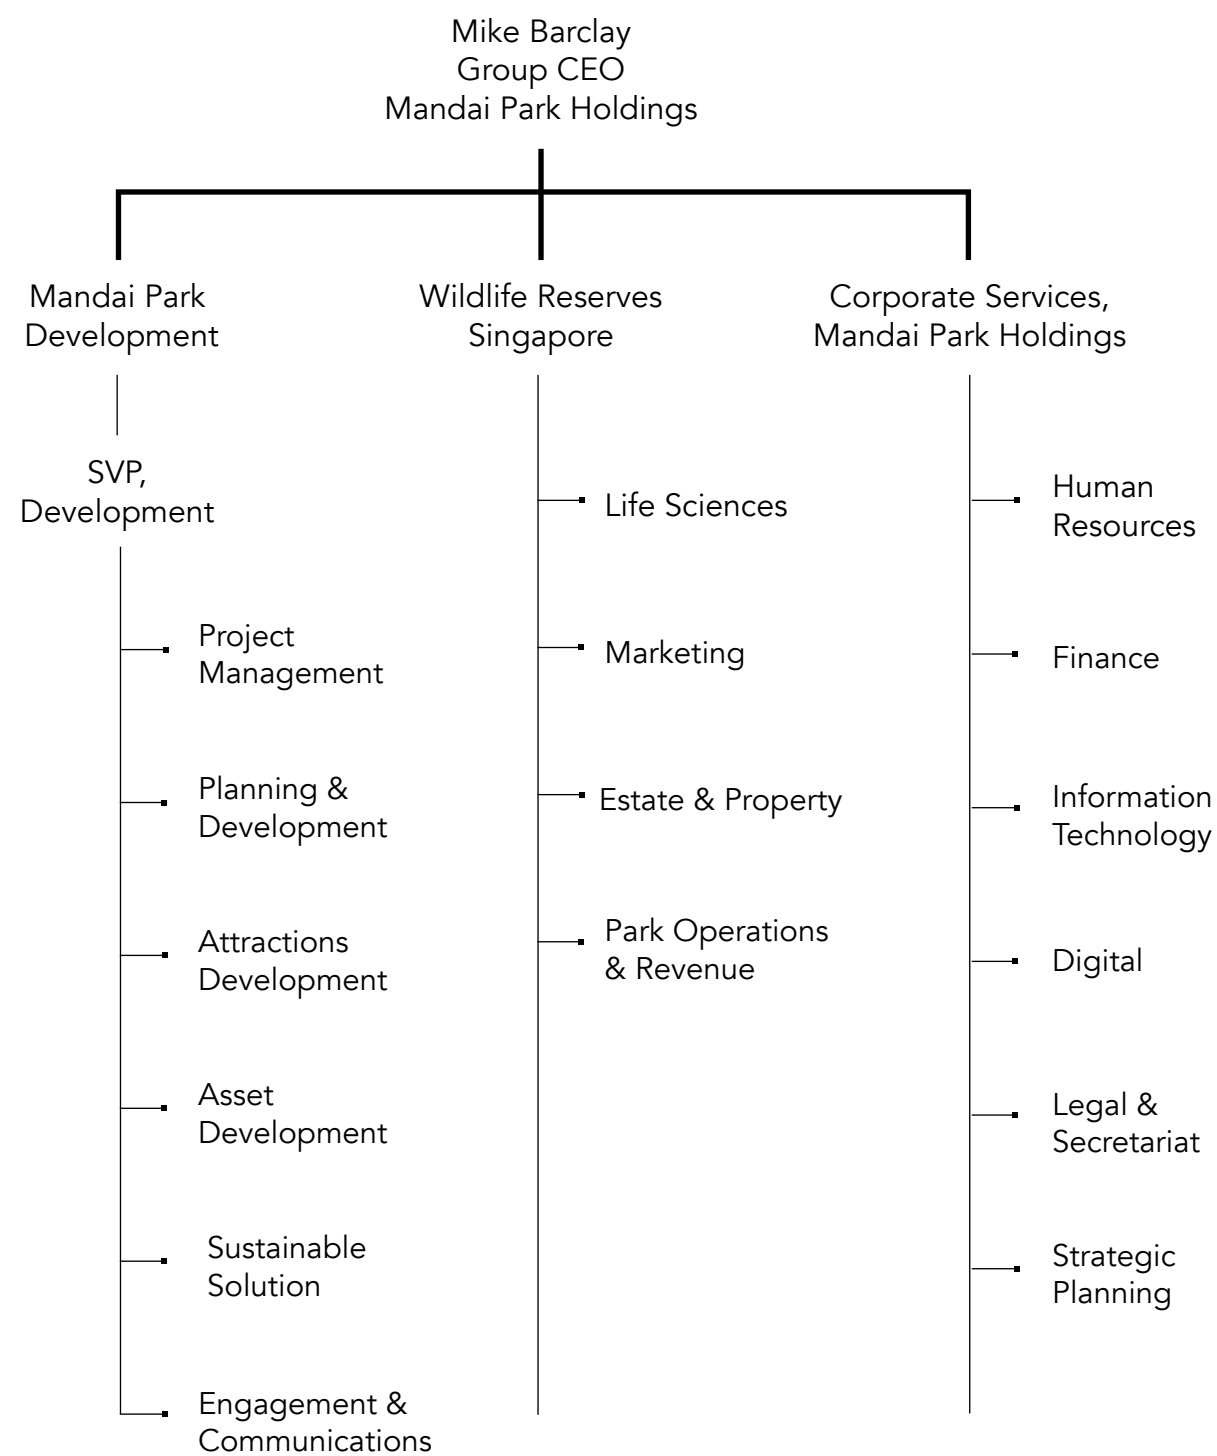 Mike Barclay
Group CEO
Mandai Park Holdings
Mandai Park
Development
SVP,
Development
Project
Management
Planning &
Development
Attractions
Development
Asset
Development
Sustainable
Solution
Engagement &
Communications
Wildlife Reserves
Singapore
Life Sciences
Marketing
Estate & Property
Park Operations
& Revenue
Corporate Services,
Mandai Park Holdings
Human
Resources
Finance
Information
Technology
Digital
Legal &
Secretariat
Strategic
Planning